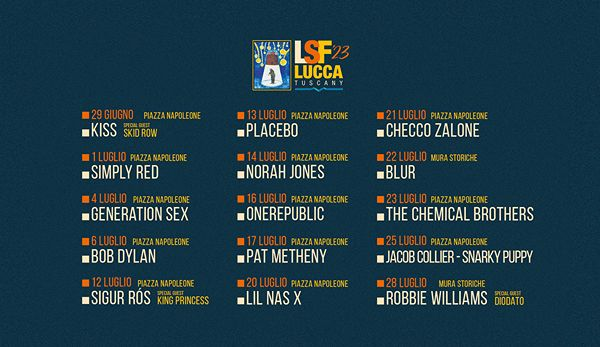 LSF '23
LUCCA
TUSCANY
29 GIUGNO PIAZZA NAPOLEONE
KISS SPECIAL GUEST SKID ROW
1 LUGLIO PIAZZA NAPOLEONE
SIMPLY RED
4 LUGLIO PIAZZA NAPOLEONE
GENERATION SEX
6 LUGLIO PIAZZA NAPOLEONE
BOB DYLAN
12 LUGLIO PIAZZA NAPOLEONE
SIGUR RÓS SPECIAL GUEST KING PRINCESS
13 LUGLIO PIAZZA NAPOLEONE
PLACEBO
14 LUGLIO PIAZZA NAPOLEONE
NORAH JONES
16 LUGLIO PIAZZA NAPOLEONE
ONEREPUBLIC
17 LUGLIO PIAZZA NAPOLEONE
PAT METHENY
20 LUGLIO PIAZZA NAPOLEONE
LIL NAS X
21 LUGLIO PIAZZA NAPOLEONE
CHECCO ZALONE
22 LUGLIO MURA STORICHE
BLUR
23 LUGLIO PIAZZA NAPOLEONE
THE CHEMICAL BROTHERS
25 LUGLIO PIAZZA NAPOLEONE
JACOB COLLIER - SNARKY PUPPY
28 LUGLIO MURA STORICHE
ROBBIE WILLIAMS SPECIAL GUEST DIODATO